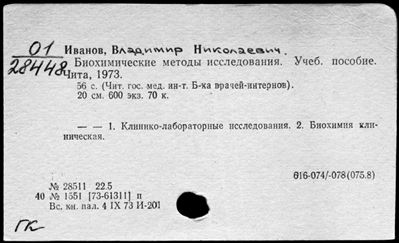 01
28448
Иванов, Владимир Николаевич.
Биохимические методы исследования. Учеб. пособие.
Чита, 1973.
56 с. (Чит. гос. мед. ин-т. Б-ка врачей-интернов).
20 см. 600 экз. 70 к.
— — 1. Клинико-лабораторные исследования. 2. Биохимия кли-
ническая.
616-074/-078(075.8)
№ 28511 22.5
40 № 1551 [73-61311] п
Вс. кн. пал. 4 IX 73 И-201
ГК